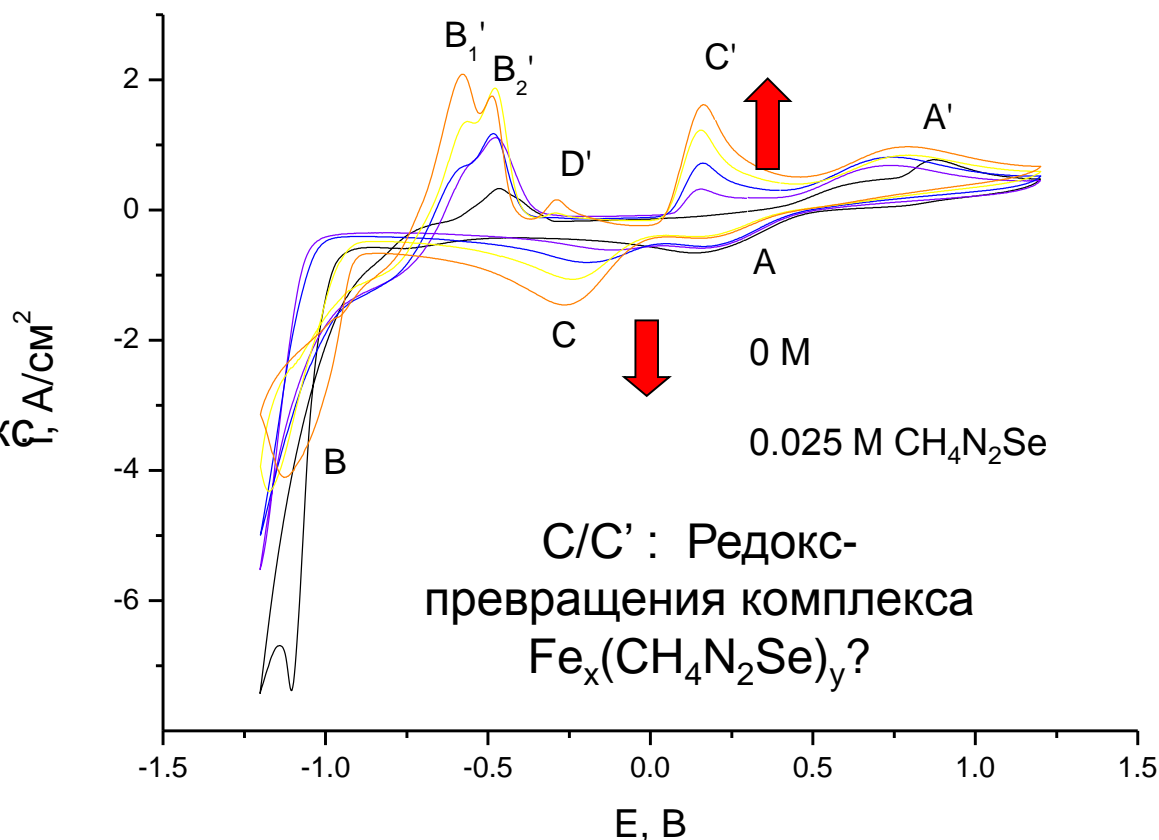 B₁'
B₂'
C'
A'
D'
A
C
B
2
0
-2
-4
-6
I, А/см²
кс
0 M
0.025 M CH₄N₂Se
C/C’ : Редокс-
превращения комплекса
Feₓ(CH₄N₂Se)ᵧ?
-1.5 -1.0 -0.5 0.0 0.5 1.0 1.5
E, В